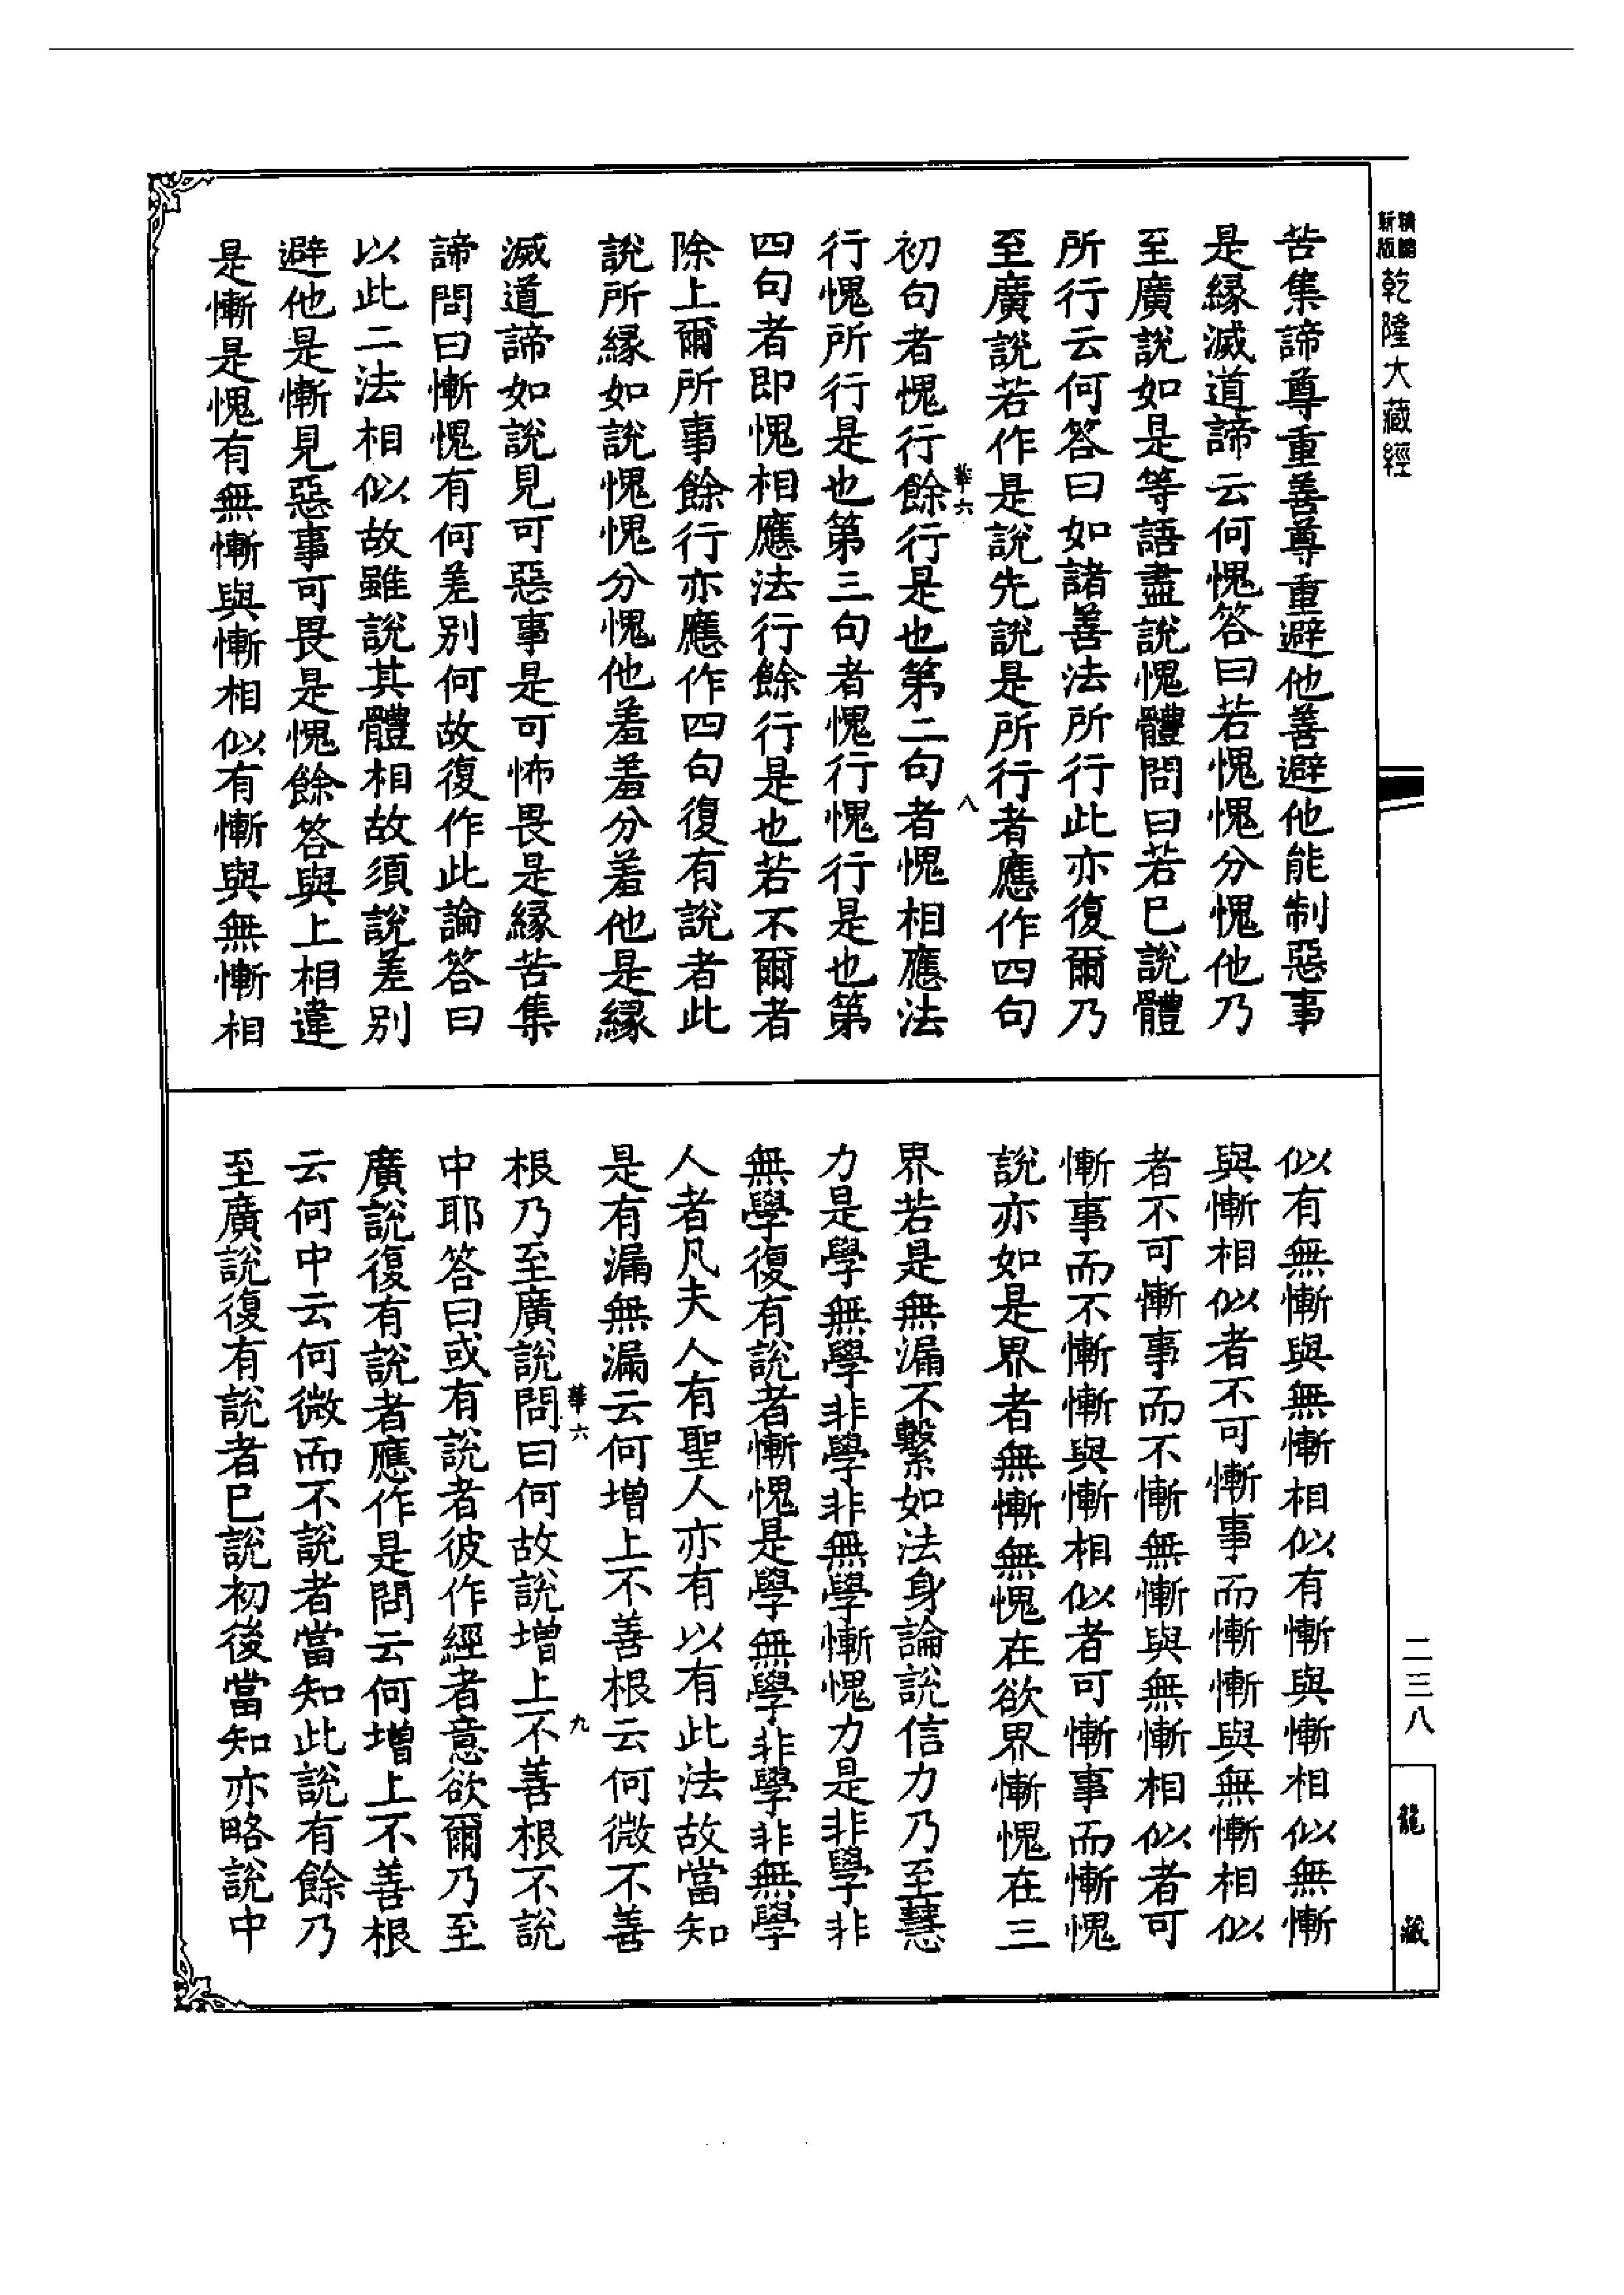 精編
新版
乾隆大藏經
苦集諦尊重善尊重避他善避他能制惡事
是縁滅道諦云何愧答曰若愧愧分愧他乃
至廣說如是等語盡說愧體問曰若已說體
所行云何答曰如諸善法所行此亦復爾乃
至廣說若作是說先說是所行者應作四句
華六
八
初句者愧行餘行是也第二句者愧相應法
行愧所行是也第三句者愧行愧行是也第
四句者即愧相應法行餘行是也若不爾者
除上爾所事餘行亦應作四句復有說者此
說所縁如說愧愧分愧他羞羞分羞他是縁
滅道諦如說見可惡事是可怖畏是縁苦集
諦問曰慚愧有何差别何故復作此論答曰
以此二法相似故雖說其體相故須說差别
避他是慚見惡事可畏是愧餘答與上相違
是慚是愧有無慚與慚相似有慚與無慚相
似有無慚與無慚相似有慚與慚相似無慚
與慚相似者不可慚事而慚慚與無慚相似
者不可慚事而不慚無慚與無慚相似者可
慚事而不慚慚與慚相似者可慚事而慚愧
說亦如是界者無慚無愧在欲界慚愧在三
界若是無漏不繫如法身論說信力乃至慧
力是學無學非學非無學慚愧力是非學非
無學復有說者慚愧是學無學非學非無學
人者凡夫人有聖人亦有以有此法故當知
是有漏無漏云何增上不善根云何微不善
華六
九
根乃至廣說問曰何故說增上不善根不說
中耶答曰或有說者彼作經者意欲爾乃至
廣說復有說者應作是問云何增上不善根
云何中云何微而不說者當知此說有餘乃
至廣說復有說者已說初後當知亦略說中
二三八
龍藏